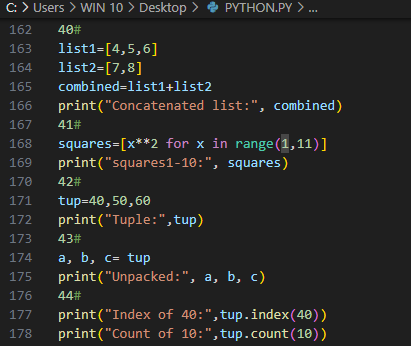 C: > Users > WIN 10 > Desktop > PYTHON.PY > ...
162 40#
163 list1=[4,5,6]
164 list2=[7,8]
165 combined=list1+list2
166 print("Concatenated list:", combined)
167 41#
168 squares=[x**2 for x in range(1,11)]
169 print("squares1-10:", squares)
170 42#
171 tup=40,50,60
172 print("Tuple:",tup)
173 43#
174 a, b, c= tup
175 print("Unpacked:", a, b, c)
176 44#
177 print("Index of 40:",tup.index(40))
178 print("Count of 10:",tup.count(10))